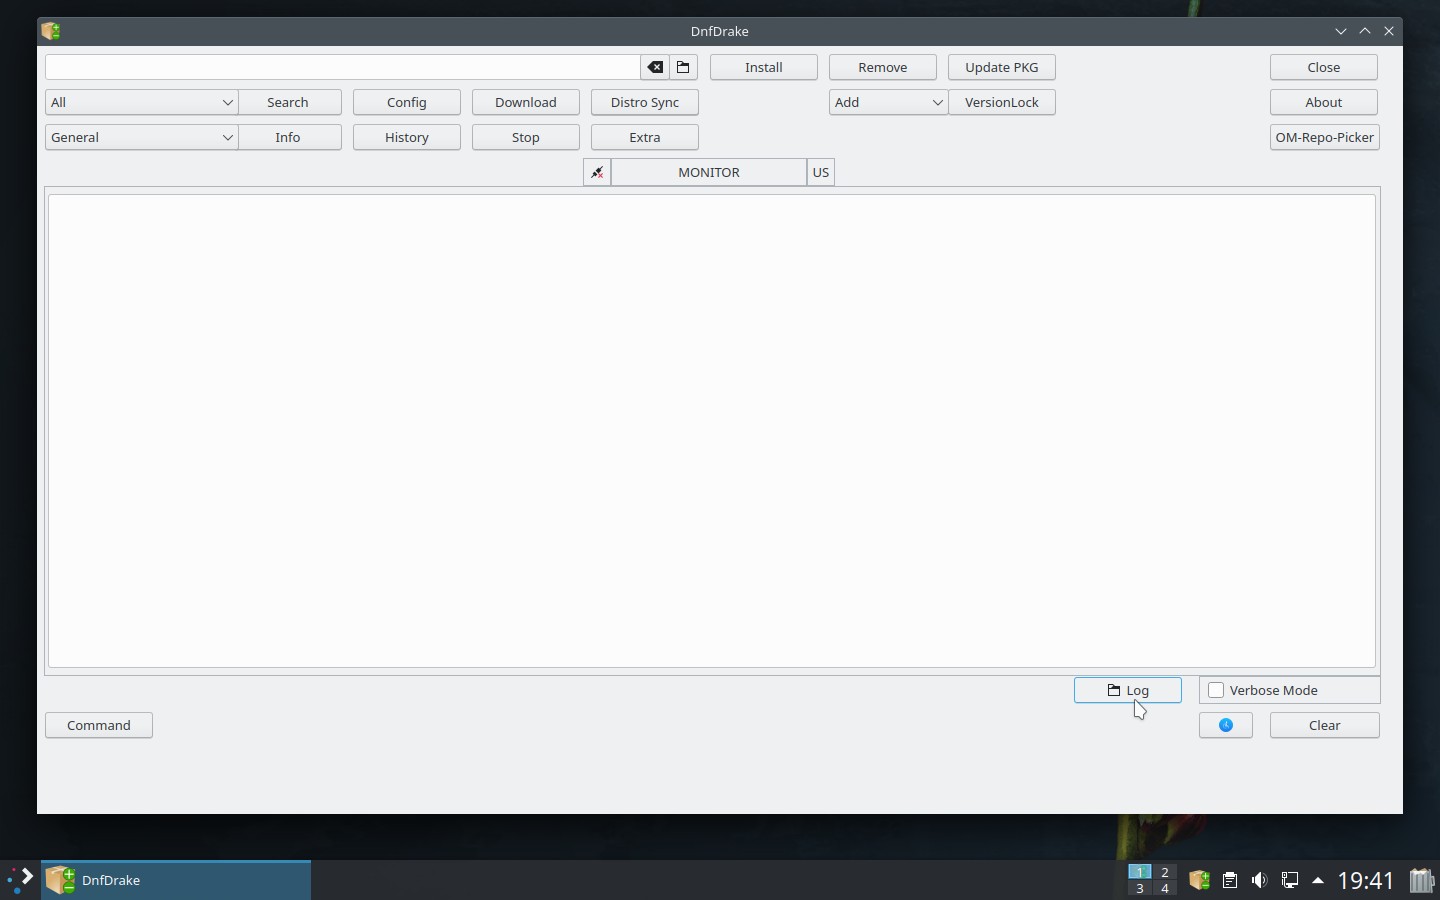 DnfDrake
Install
Remove
Update PKG
Close
All
Search
Config
Download
Distro Sync
Add
VersionLock
About
General
Info
History
Stop
Extra
OM-Repo-Picker
MONITOR
US
Log
Verbose Mode
Command
Clear
DnfDrake
1
2
3
4
19:41